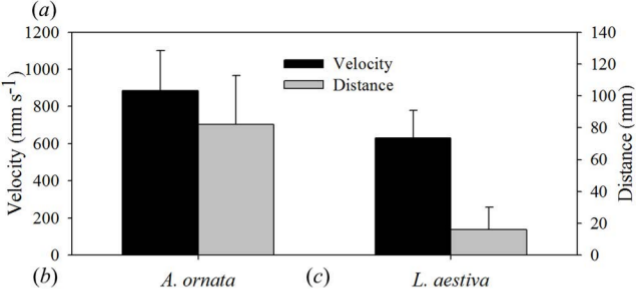 (a)
1200
1000
800
600
400
200
0
Velocity (mm s-1)
Velocity
Distance
140
120
100
80
60
40
20
0
Distance (mm)
(b) A. ornata (c) L. aestiva